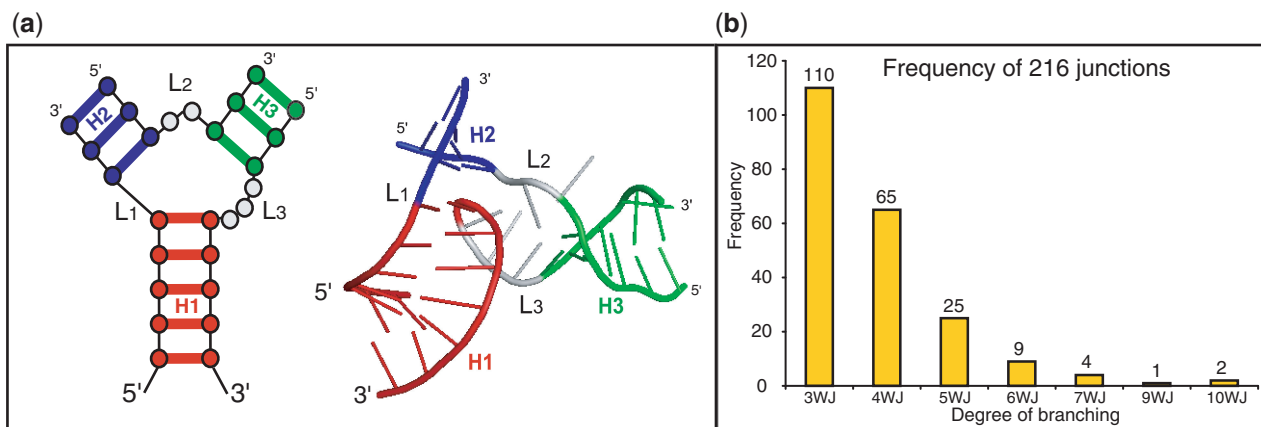 (a)
5'
3'
H2
L2
3'
5'
H3
L1
L3
H1
5'
3'
3'
5'
H2
L2
L1
3'
5'
L3
H3
5'
H1
3'
(b)
Frequency of 216 junctions
Frequency
120
100
80
60
40
20
0
110
65
25
9
4
1
2
3WJ 4WJ 5WJ 6WJ 7WJ 9WJ 10WJ
Degree of branching